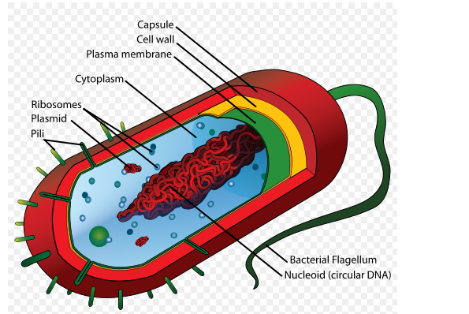 Capsule
Cell wall
Plasma membrane
Cytoplasm
Ribosomes
Plasmid
Pili
Bacterial Flagellum
Nucleoid (circular DNA)